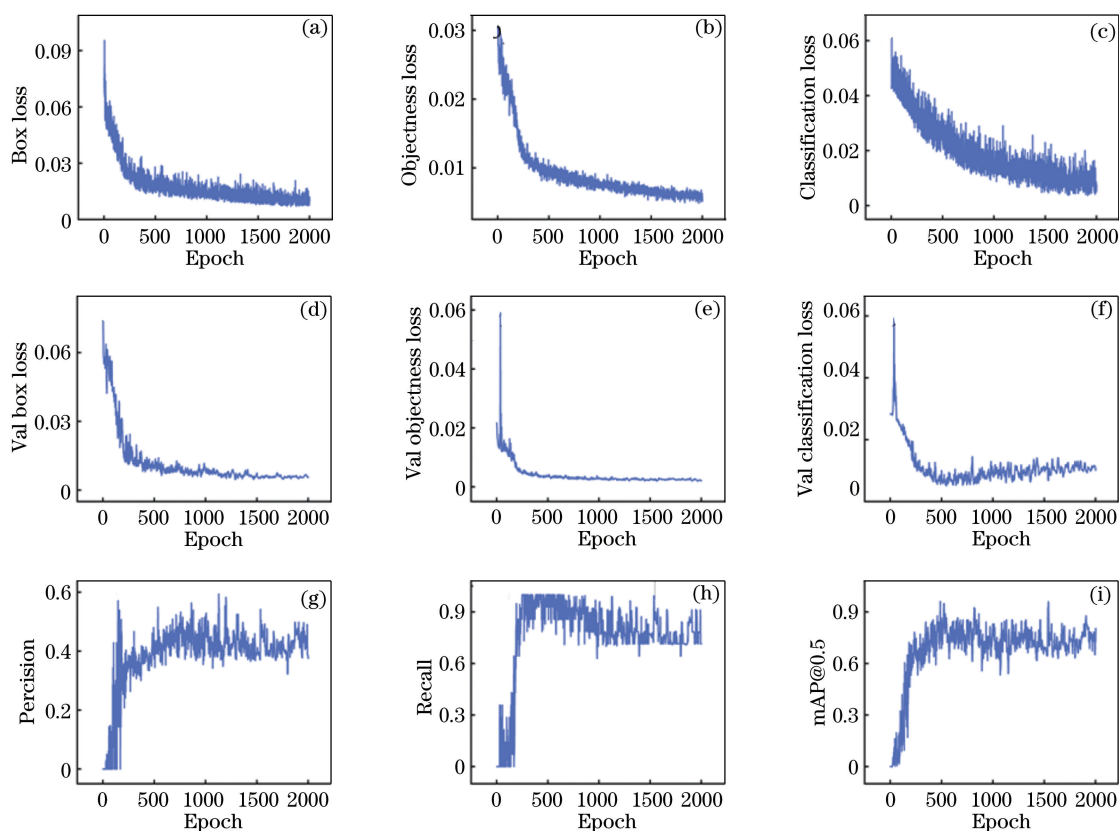 (a)
Box loss
0.09
0.06
0.03
0
0 500 1000 1500 2000
Epoch
(b)
Objectness loss
0.03
0.02
0.01
0 500 1000 1500 2000
Epoch
(c)
Classification loss
0.06
0.04
0.02
0
0 500 1000 1500 2000
Epoch
(d)
Val box loss
0.06
0.03
0
0 500 1000 1500 2000
Epoch
(e)
Val objectness loss
0.06
0.04
0.02
0
0 500 1000 1500 2000
Epoch
(f)
Val classification loss
0.06
0.04
0.02
0
0 500 1000 1500 2000
Epoch
(g)
Percision
0.6
0.4
0.2
0
0 500 1000 1500 2000
Epoch
(h)
Recall
0.9
0.6
0.3
0
0 500 1000 1500 2000
Epoch
(i)
mAP@0.5
0.9
0.6
0.3
0
0 500 1000 1500 2000
Epoch